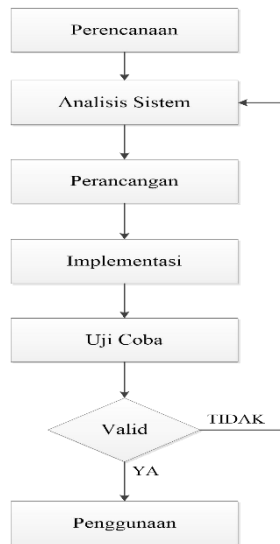 Perencanaan
Analisis Sistem
Perancangan
Implementasi
Uji Coba
Valid
TIDAK
YA
Penggunaan